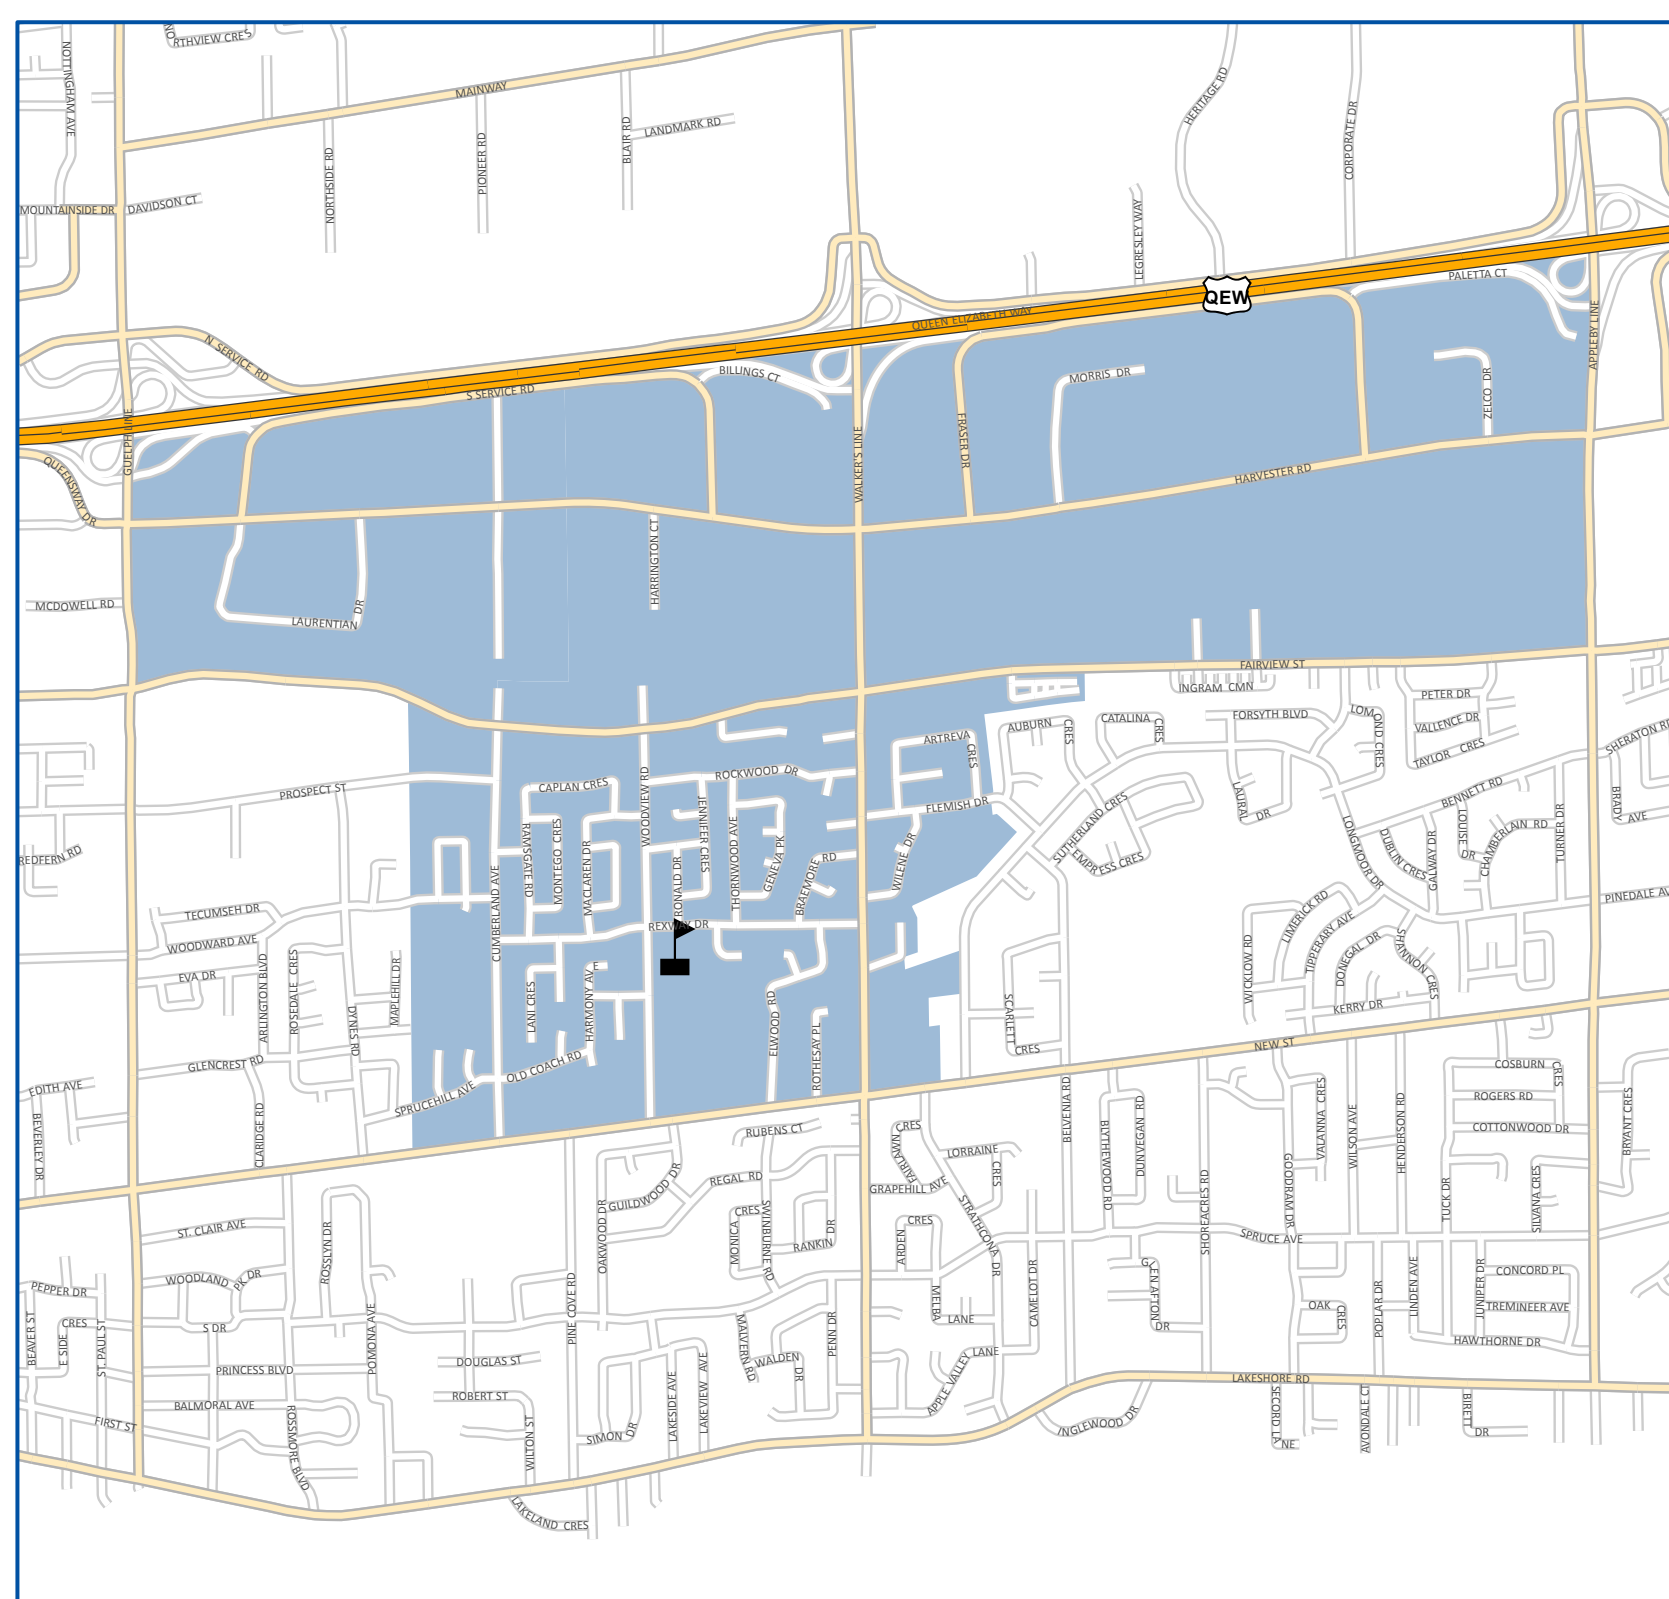 NO
RTHVIEW CRES
NOTTINGHAM AVE
MAINWAY
HERITAGE RD
CORPORATE DR
NORTHSIDE RD
PIONEER RD
BLAIR RD
LANDMARK RD
MOUNTAINSIDE DR
DAVIDSON CT
LEGRESLEY WAY
PALETTA CT
QEW
QUEEN ELIZABETH WAY
N SERVICE RD
S SERVICE RD
BILLINGS CT
MORRIS DR
ZELCO DR
APPLEBY LINE
GUELPH LINE
QUEENSWAY DR
WALKER'S LINE
FRASER DR
HARVESTER RD
HARRINGTON CT
MCDOWELL RD
LAURENTIAN
DR
FAIRVIEW ST
INGRAM CMN
PETER DR
VALLENCE DR
TAYLOR CRES
FORSYTH BLVD
LOM
OND CRES
CATALINA
CRES
AUBURN
CRES
ARTREVA
CRES
SHERATON RD
PROSPECT ST
CAPLAN CRES
ROCKWOOD DR
FLEMISH DR
WOODVIEW RD
JENNIFER CRES
LAURAL
DR
BENNETT RD
BRADY
AVE
REDFERN RD
RAMSGATE RD
MONTEGO CRES
MACLAREN DR
RONALD DR
THORNWOOD AVE
GENEVA PK
BRAEMORE RD
WILENE DR
SUTHERLAND CRES
EMPRESS CRES
LONGMOOR DR
DUBLIN CRES
GALWAY DR
LOUISE
DR
CHAMBERLAIN RD
TURNER DR
PINEDALE AV
TECUMSEH DR
WOODWARD AVE
EVA DR
CUMBERLAND AVE
REXWAY DR
LIMERICK RD
TIPPERARY AVE
DONEGAL DR
SHANNON CRES
WICKLOW RD
KERRY DR
ARLINGTON BLVD
ROSEDALE CRES
MAPLEHILL DR
DYNES RD
LANI CRES
HARMONY AV
E
ELWOOD RD
ROTHESAY PL
SCARLETT
CRES
NEW ST
GLENCREST RD
OLD COACH RD
SPRUCEHILL AVE
EDITH AVE
BEVERLEY DR
CLARIDGE RD
COSBURN
CRES
ROGERS RD
COTTONWOOD DR
BRYANT CRES
RUBENS CT
CRES
FAIRLAWN
LORRAINE
CRES
GRAPEHILL AVE
BELVENIA RD
BLYTHEWOOD RD
DUNVEGAN RD
VALANNA CRES
WILSON AVE
HENDERSON RD
SHOREACRES RD
GOODRAM DR
TUCK DR
SILVANA CRES
GUILDWOOD DR
REGAL RD
OAKWOOD DR
MONICA
CRES
SWINBURNE RD
RANKIN
DR
ARDEN
CRES
STRATHCONA DR
SPRUCE AVE
ST. CLAIR AVE
ROSSLYN DR
WOODLAND
PK DR
PEPPER DR
BEAVER ST
E SIDE
CRES
ST. PAUL ST
S DR
POMONA AVE
PINE COVE RD
MELBA
LANE
CAMELOT DR
GLEN AFTON
DR
CONCORD PL
TREMINEER AVE
HAWTHORNE DR
OAK
CRES
POPLAR DR
LINDEN AVE
JUNIPER DR
PRINCESS BLVD
DOUGLAS ST
ROBERT ST
BALMORAL AVE
FIRST ST
ROSSMORE BLVD
WILTON ST
SIMON DR
LAKESIDE AVE
LAKEVIEW AVE
MALVERN RD
WALDEN
DR
PENN DR
APPLE VALLEY
LANE
LAKESHORE RD
INGLEWOOD DR
SECORD LA
NE
AVONDALE CT
BIRETT
DR
LAKELAND CRES